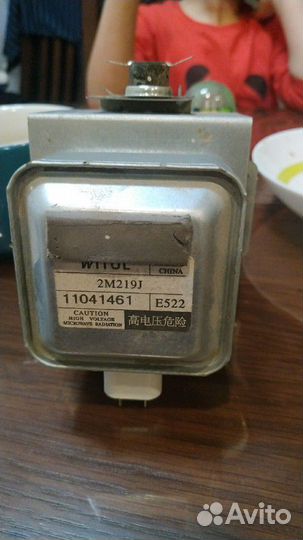 WITOL
CHINA
2M219J
11041461 E522
CAUTION
HIGH VOLTAGE
MICROWAVE RADIATION
高电压危险
Avito